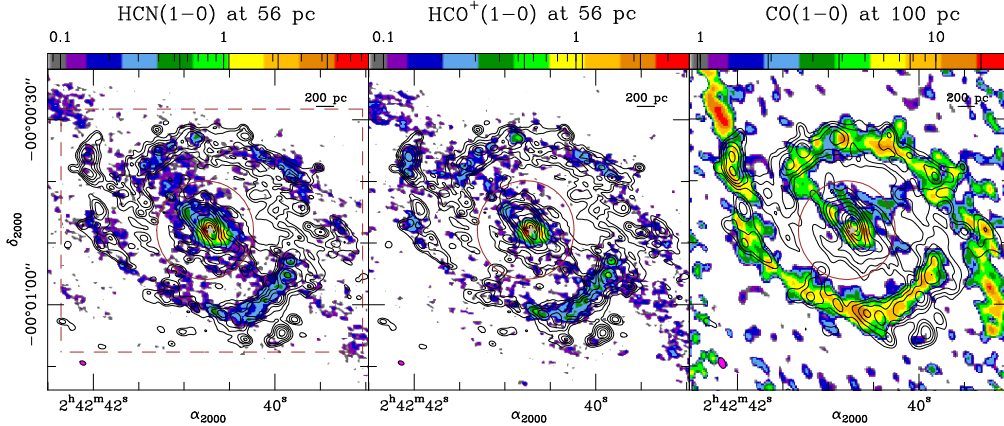 HCN(1−0) at 56 pc HCO⁺(1−0) at 56 pc CO(1−0) at 100 pc
0.1 1 0.1 1 1 10
200 pc 200 pc 200 pc
−00°00′30″
δ₂₀₀₀
−00°01′00″
2ʰ42ᵐ42ˢ 40ˢ 2ʰ42ᵐ42ˢ 40ˢ 2ʰ42ᵐ42ˢ 40ˢ
α₂₀₀₀ α₂₀₀₀ α₂₀₀₀